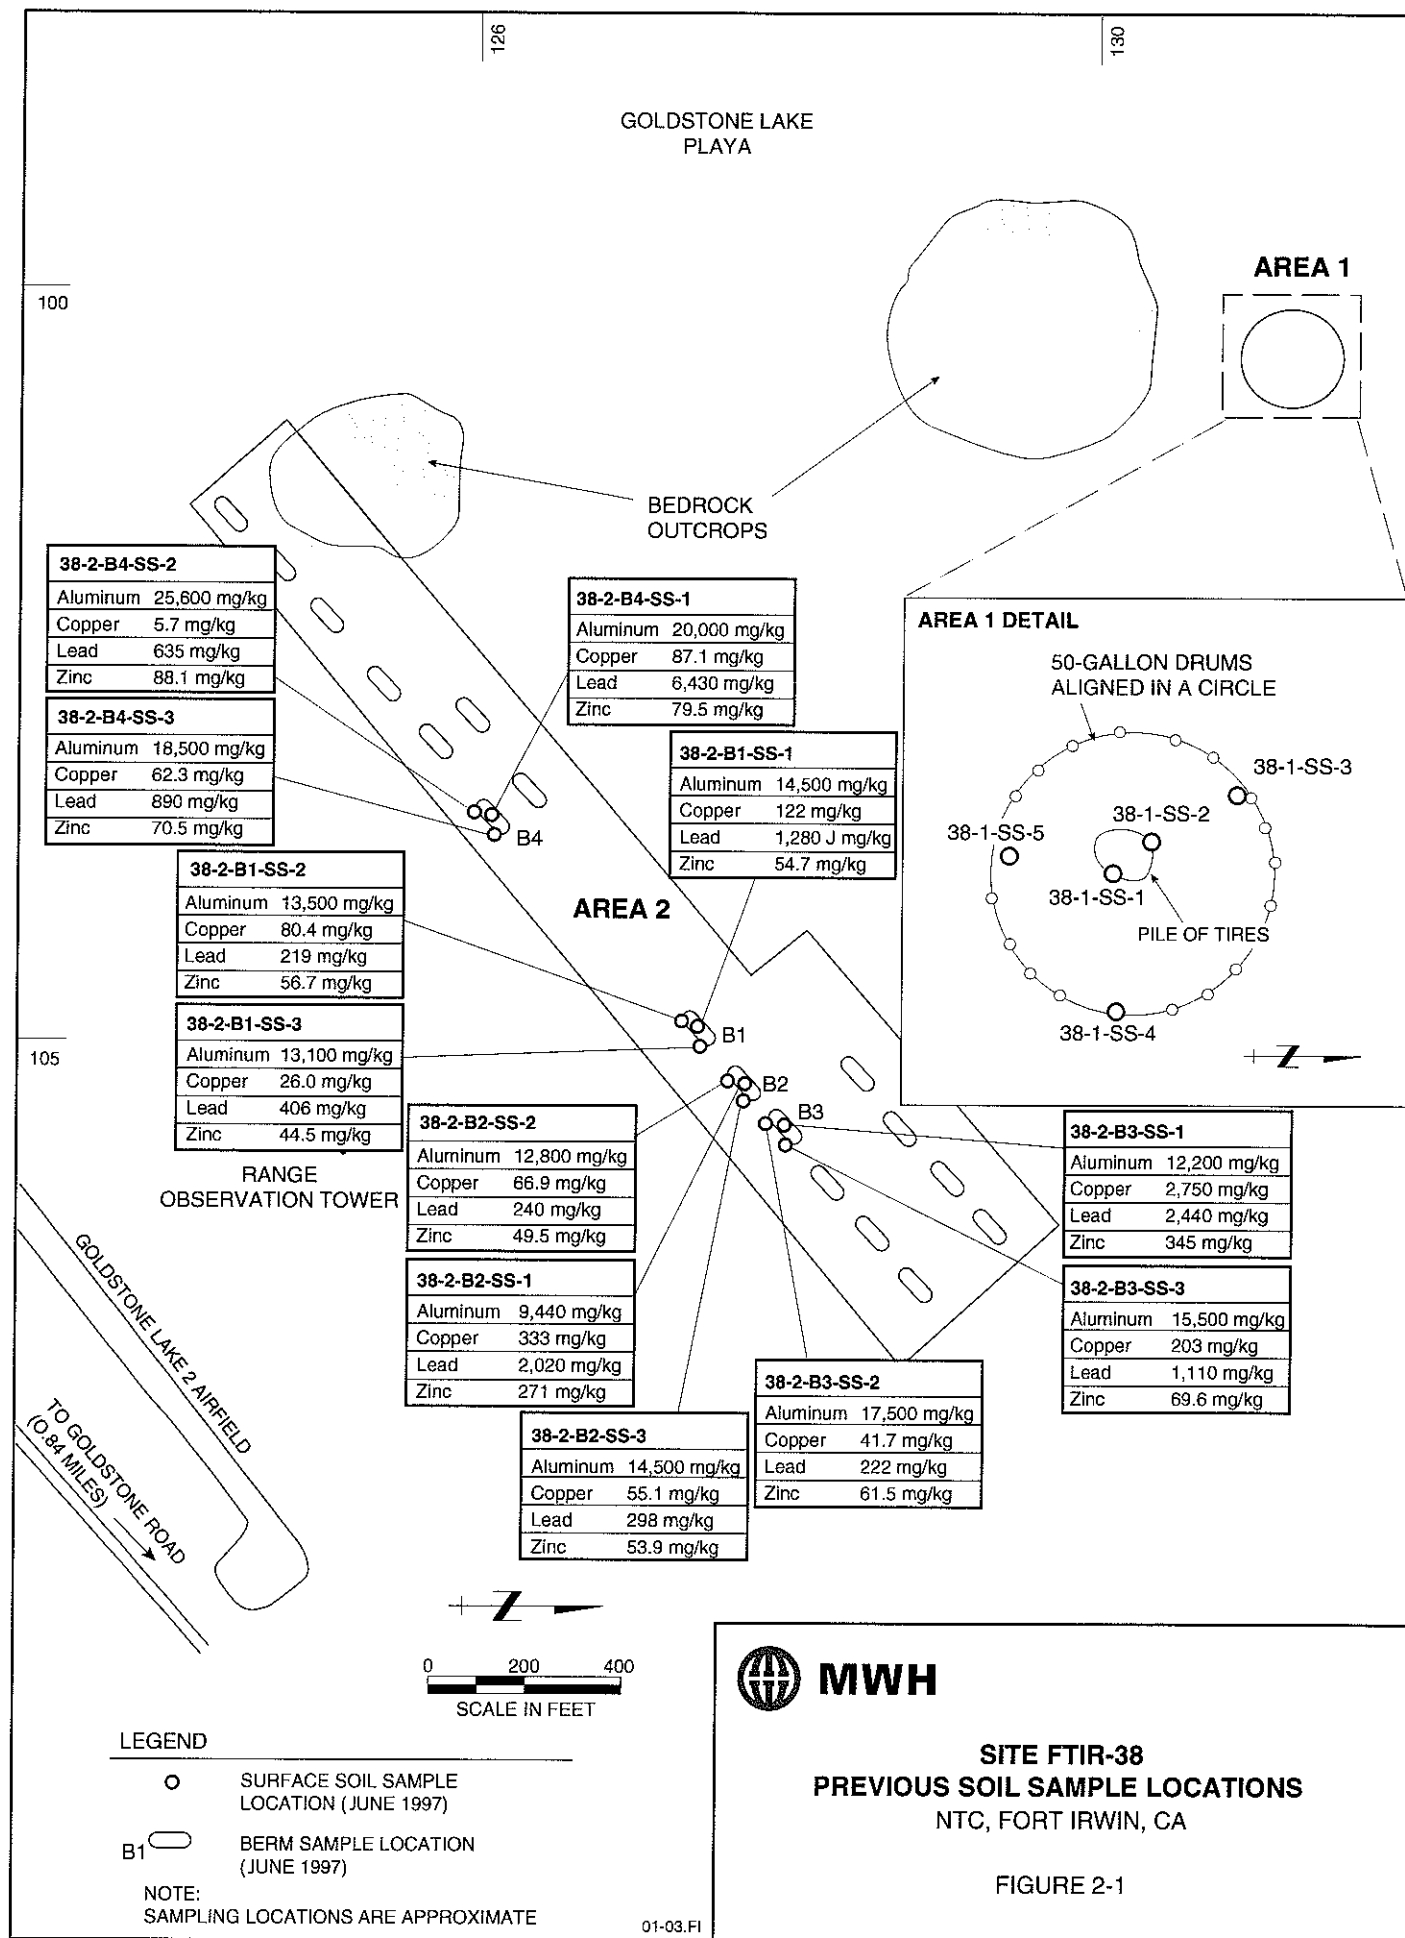 126
130
GOLDSTONE LAKE
PLAYA
100
AREA 1
BEDROCK
OUTCROPS
38-2-B4-SS-2
Aluminum 25,600 mg/kg
Copper 5.7 mg/kg
Lead 635 mg/kg
Zinc 88.1 mg/kg
38-2-B4-SS-1
Aluminum 20,000 mg/kg
Copper 87.1 mg/kg
Lead 6,430 mg/kg
Zinc 79.5 mg/kg
AREA 1 DETAIL
50-GALLON DRUMS
ALIGNED IN A CIRCLE
38-1-SS-3
38-1-SS-2
38-1-SS-5
38-1-SS-1
PILE OF TIRES
38-1-SS-4
Z
38-2-B4-SS-3
Aluminum 18,500 mg/kg
Copper 62.3 mg/kg
Lead 890 mg/kg
Zinc 70.5 mg/kg
B4
38-2-B1-SS-1
Aluminum 14,500 mg/kg
Copper 122 mg/kg
Lead 1,280 J mg/kg
Zinc 54.7 mg/kg
38-2-B1-SS-2
Aluminum 13,500 mg/kg
Copper 80.4 mg/kg
Lead 219 mg/kg
Zinc 56.7 mg/kg
AREA 2
105
38-2-B1-SS-3
Aluminum 13,100 mg/kg
Copper 26.0 mg/kg
Lead 406 mg/kg
Zinc 44.5 mg/kg
B1
B2
B3
RANGE
OBSERVATION TOWER
38-2-B2-SS-2
Aluminum 12,800 mg/kg
Copper 66.9 mg/kg
Lead 240 mg/kg
Zinc 49.5 mg/kg
38-2-B3-SS-1
Aluminum 12,200 mg/kg
Copper 2,750 mg/kg
Lead 2,440 mg/kg
Zinc 345 mg/kg
38-2-B2-SS-1
Aluminum 9,440 mg/kg
Copper 333 mg/kg
Lead 2,020 mg/kg
Zinc 271 mg/kg
38-2-B3-SS-3
Aluminum 15,500 mg/kg
Copper 203 mg/kg
Lead 1,110 mg/kg
Zinc 69.6 mg/kg
38-2-B3-SS-2
Aluminum 17,500 mg/kg
Copper 41.7 mg/kg
Lead 222 mg/kg
Zinc 61.5 mg/kg
38-2-B2-SS-3
Aluminum 14,500 mg/kg
Copper 55.1 mg/kg
Lead 298 mg/kg
Zinc 53.9 mg/kg
GOLDSTONE LAKE 2 AIRFIELD
TO GOLDSTONE ROAD
(0.84 MILES)
Z
0 200 400
SCALE IN FEET
LEGEND
SURFACE SOIL SAMPLE
LOCATION (JUNE 1997)
B1 BERM SAMPLE LOCATION
(JUNE 1997)
NOTE:
SAMPLING LOCATIONS ARE APPROXIMATE
01-03.FI
MWH
SITE FTIR-38
PREVIOUS SOIL SAMPLE LOCATIONS
NTC, FORT IRWIN, CA
FIGURE 2-1